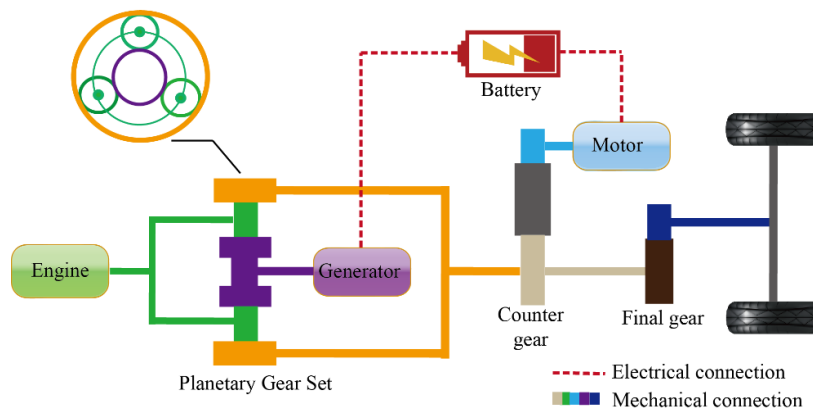 Battery
Motor
Engine
Generator
Counter
gear
Final gear
Planetary Gear Set
Electrical connection
Mechanical connection